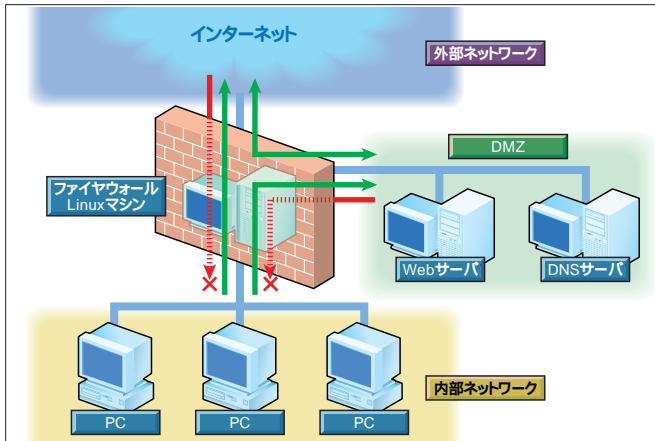 インターネット
外部ネットワーク
DMZ
ファイヤウォール
Linuxマシン
Webサーバ
DNSサーバ
内部ネットワーク
PC
PC
PC